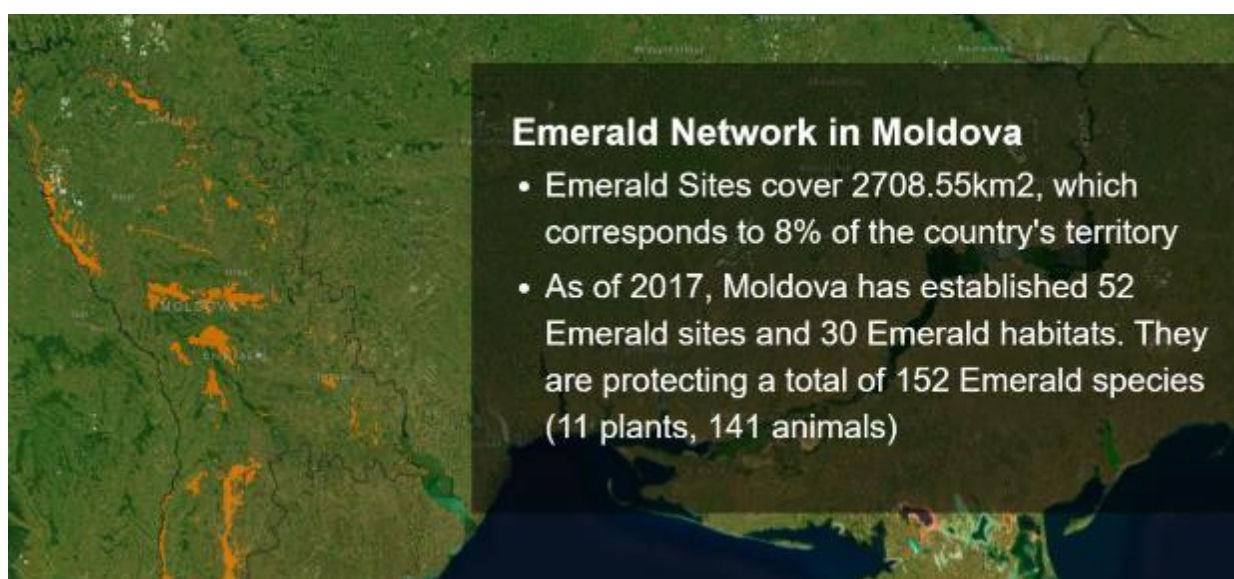 Emerald Network in Moldova
• Emerald Sites cover 2708.55km2, which
corresponds to 8% of the country's territory
• As of 2017, Moldova has established 52
Emerald sites and 30 Emerald habitats. They
are protecting a total of 152 Emerald species
(11 plants, 141 animals)
MOLDOVA